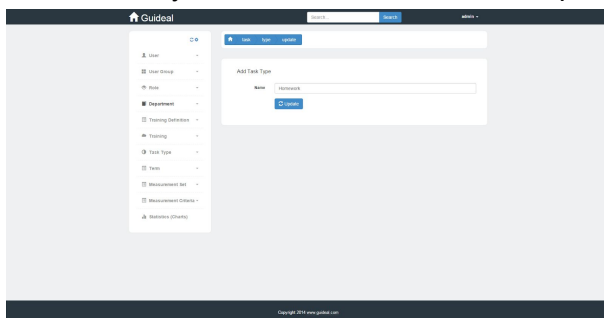 Guideal
Search...
Search
admin
task type update
User
User Group
Role
Department
Training Definition
Training
Task Type
Term
Measurement Set
Measurement Criteria
Statistics (Charts)
Add Task Type
Name
Homework
Update
Copyright 2014 www.guideal.com